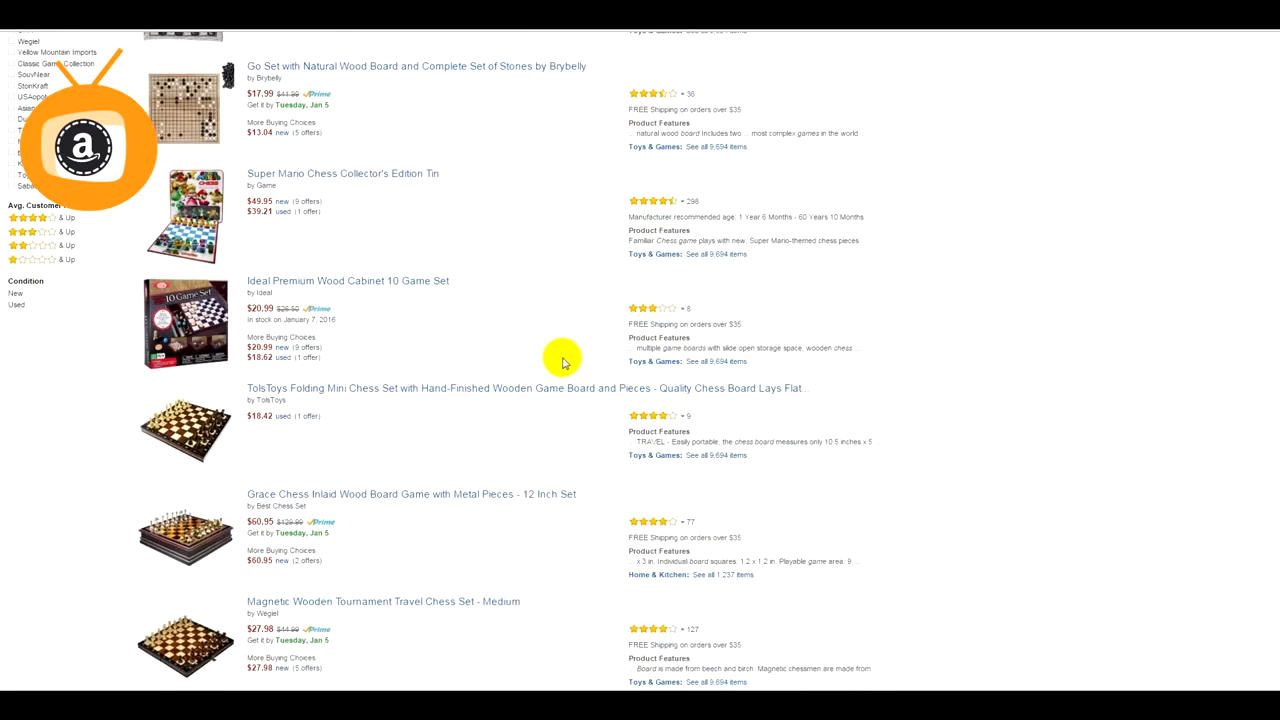 Wegiel
Yellow Mountain Imports
Classic Game Collection
SouvNear
StonKraft
USAopoly
Avg. Customer
& Up
& Up
& Up
& Up
Condition
New
Used
a
Go Set with Natural Wood Board and Complete Set of Stones by Brybelly
by Brybelly
$17.99 $41.99 Prime
Get it by Tuesday, Jan 5
More Buying Choices
$13.04 new (5 offers)
36
FREE Shipping on orders over $35
Product Features
... natural wood board Includes two ... most complex games in the world
Toys & Games: See all 9,694 items
Super Mario Chess Collector's Edition Tin
by Game
$49.95 new (9 offers)
$39.21 used (1 offer)
298
Manufacturer recommended age: 1 Year 6 Months - 60 Years 10 Months
Product Features
Familiar Chess game plays with new, Super Mario-themed chess pieces
Toys & Games: See all 9,694 items
Ideal Premium Wood Cabinet 10 Game Set
by Ideal
$20.99 $26.50 Prime
In stock on January 7, 2016
More Buying Choices
$20.99 new (9 offers)
$18.62 used (1 offer)
8
FREE Shipping on orders over $35
Product Features
multiple game boards with slide open storage space, wooden chess ...
Toys & Games: See all 9,694 items
10 Game Set
TolsToys Folding Mini Chess Set with Hand-Finished Wooden Game Board and Pieces - Quality Chess Board Lays Flat...
by TolsToys
$18.42 used (1 offer)
9
Product Features
... TRAVEL - Easily portable, the chess board measures only 10.5 inches x 5
Toys & Games: See all 9,694 items
Grace Chess Inlaid Wood Board Game with Metal Pieces - 12 Inch Set
by Best Chess Set
$60.95 $129.99 Prime
Get it by Tuesday, Jan 5
More Buying Choices
$60.95 new (2 offers)
77
FREE Shipping on orders over $35
Product Features
... x 3 in. Individual board squares. 1.2 x 1.2 in. Playable game area. 9 ...
Home & Kitchen: See all 1,237 items
Magnetic Wooden Tournament Travel Chess Set - Medium
by Wegiel
$27.98 $44.99 Prime
Get it by Tuesday, Jan 5
More Buying Choices
$27.98 new (5 offers)
127
FREE Shipping on orders over $35
Product Features
Board is made from beech and birch. Magnetic chessmen are made from
Toys & Games: See all 9,694 items